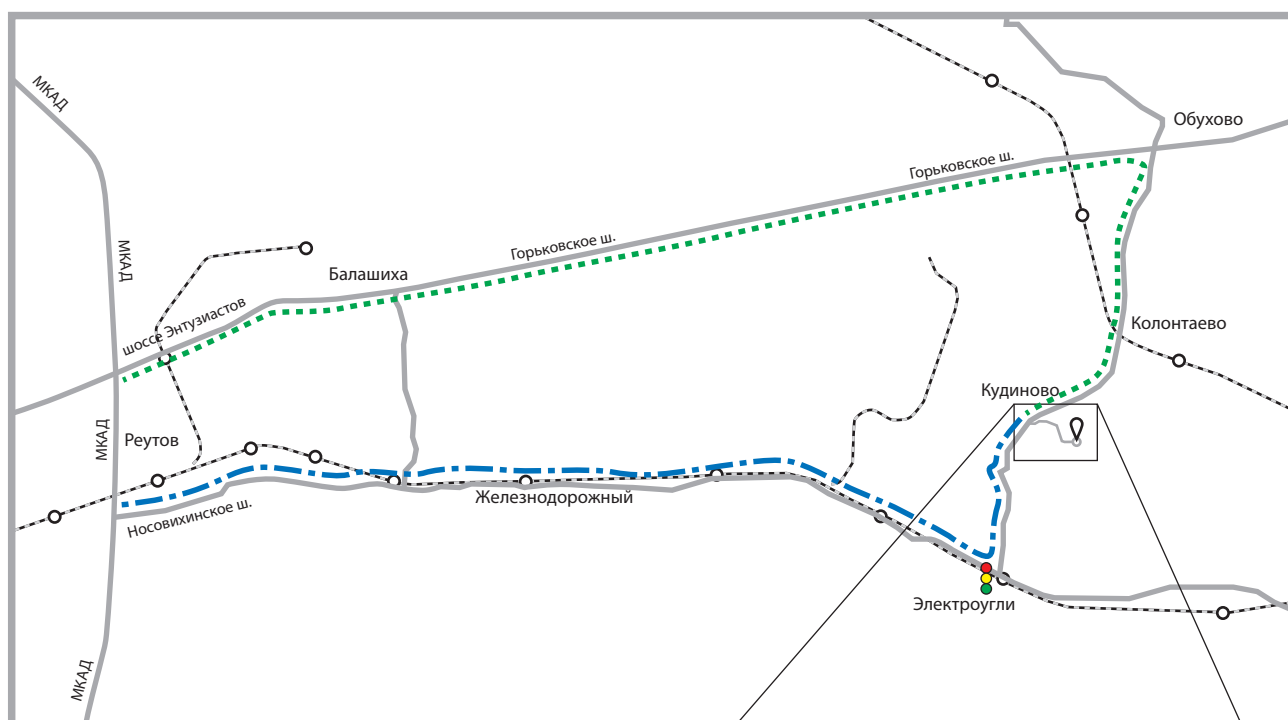 МКАД
Обухово
Горьковское ш.
МКАД
Горьковское ш.
Балашиха
шоссе Энтузиастов
Колонтаево
Кудиново
МКАД
Реутов
Железнодорожный
Носовихинское ш.
Электроугли
МКАД